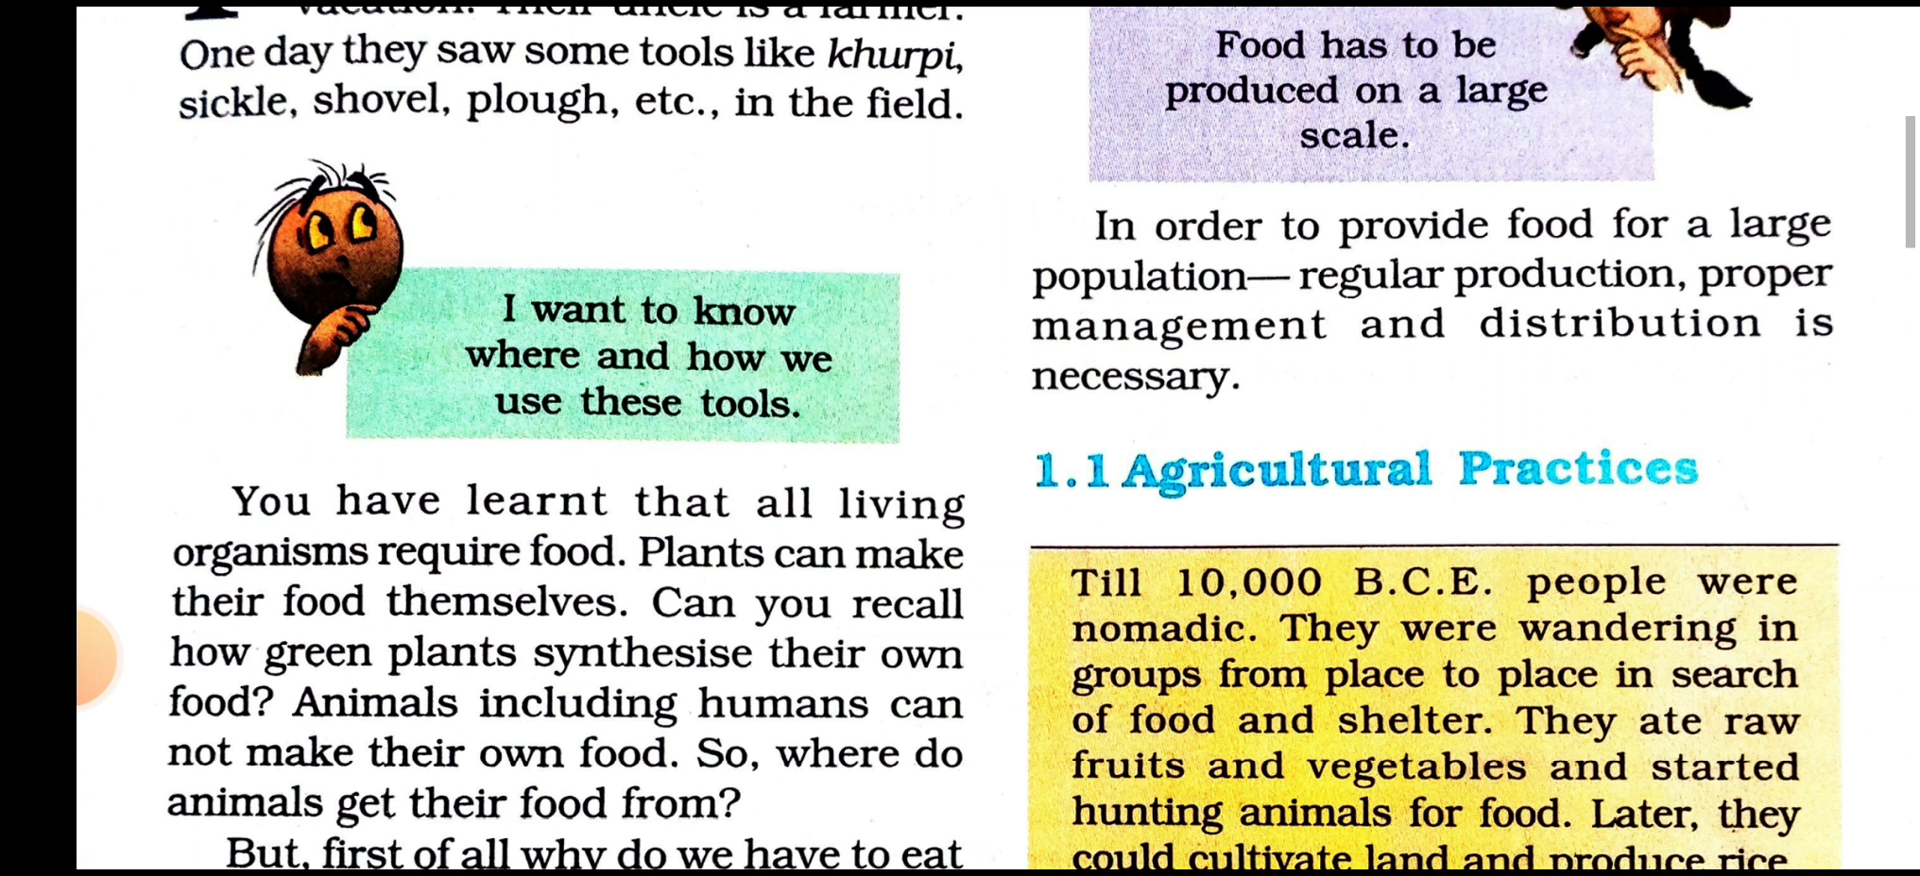 vacation. Their uncle is a farmer.
One day they saw some tools like khurpi,
sickle, shovel, plough, etc., in the field.
I want to know
where and how we
use these tools.
You have learnt that all living
organisms require food. Plants can make
their food themselves. Can you recall
how green plants synthesise their own
food? Animals including humans can
not make their own food. So, where do
animals get their food from?
But, first of all why do we have to eat
Food has to be
produced on a large
scale.
In order to provide food for a large
population— regular production, proper
management and distribution is
necessary.
1.1 Agricultural Practices
Till 10,000 B.C.E. people were
nomadic. They were wandering in
groups from place to place in search
of food and shelter. They ate raw
fruits and vegetables and started
hunting animals for food. Later, they
could cultivate land and produce rice,